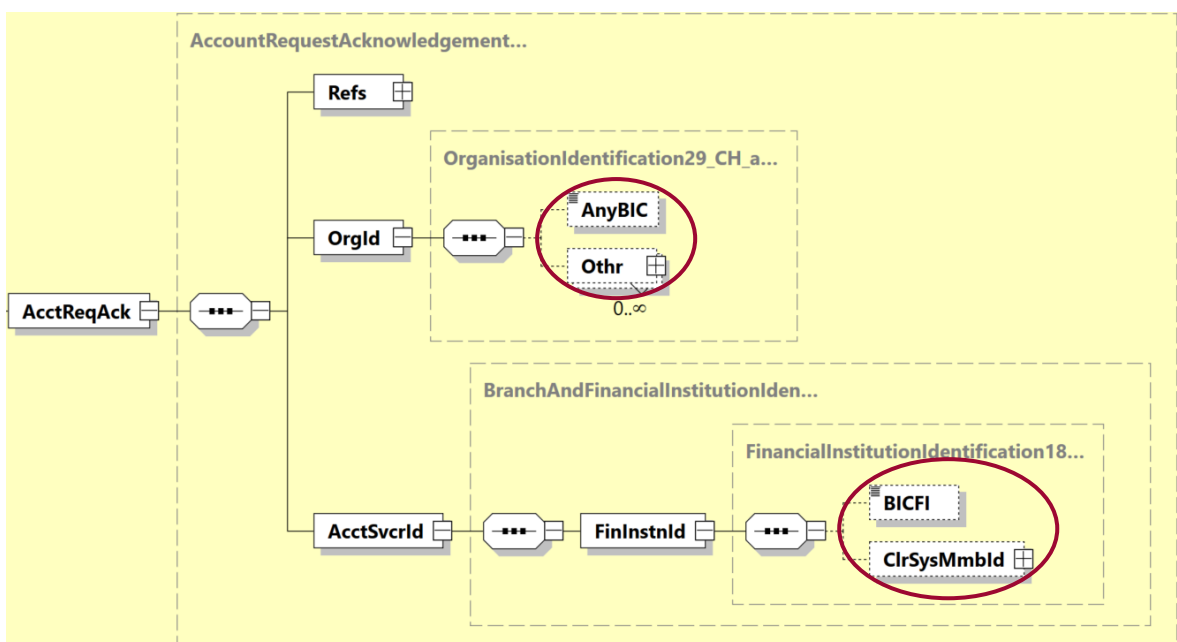 AccountRequestAcknowledgement...
Refs
OrganisationIdentification29_CH_a...
AnyBIC
OrgId
Othr
0..∞
AcctReqAck
BranchAndFinancialInstitutionIden...
FinancialInstitutionIdentification18...
BICFI
AcctSvcrId
FinInstnId
ClrSysMmbId